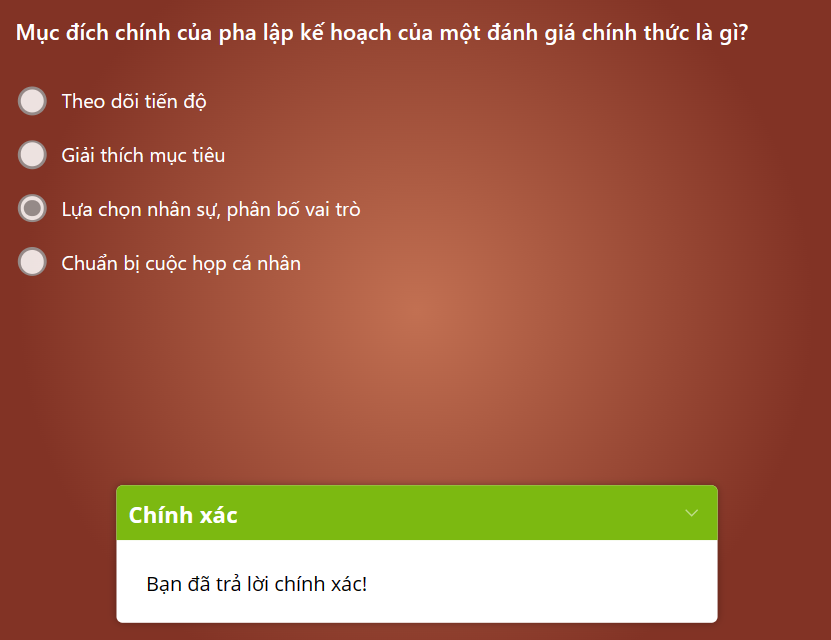 Mục đích chính của pha lập kế hoạch của một đánh giá chính thức là gì?
Theo dõi tiến độ
Giải thích mục tiêu
Lựa chọn nhân sự, phân bố vai trò
Chuẩn bị cuộc họp cá nhân
Chính xác
Bạn đã trả lời chính xác!